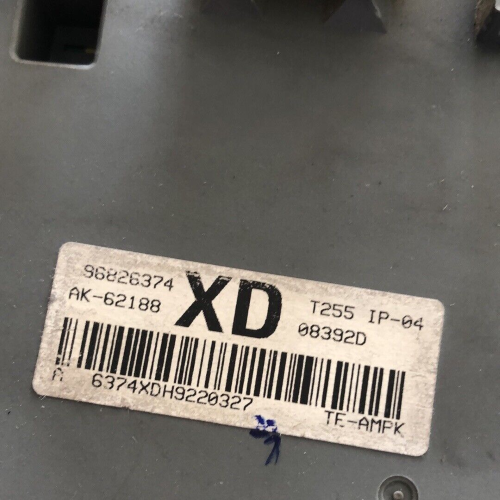 96826374 XD T255 IP-04
AK-62188 08392D
A 6374XDH9220327 TE-AMPK